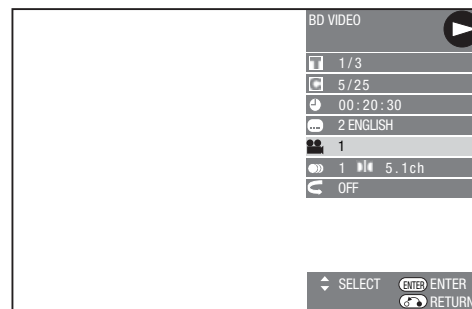 BD VIDEO
T 1/3
C 5/25
00:20:30
2 ENGLISH
1
1 5.1ch
OFF
SELECT ENTER ENTER
RETURN